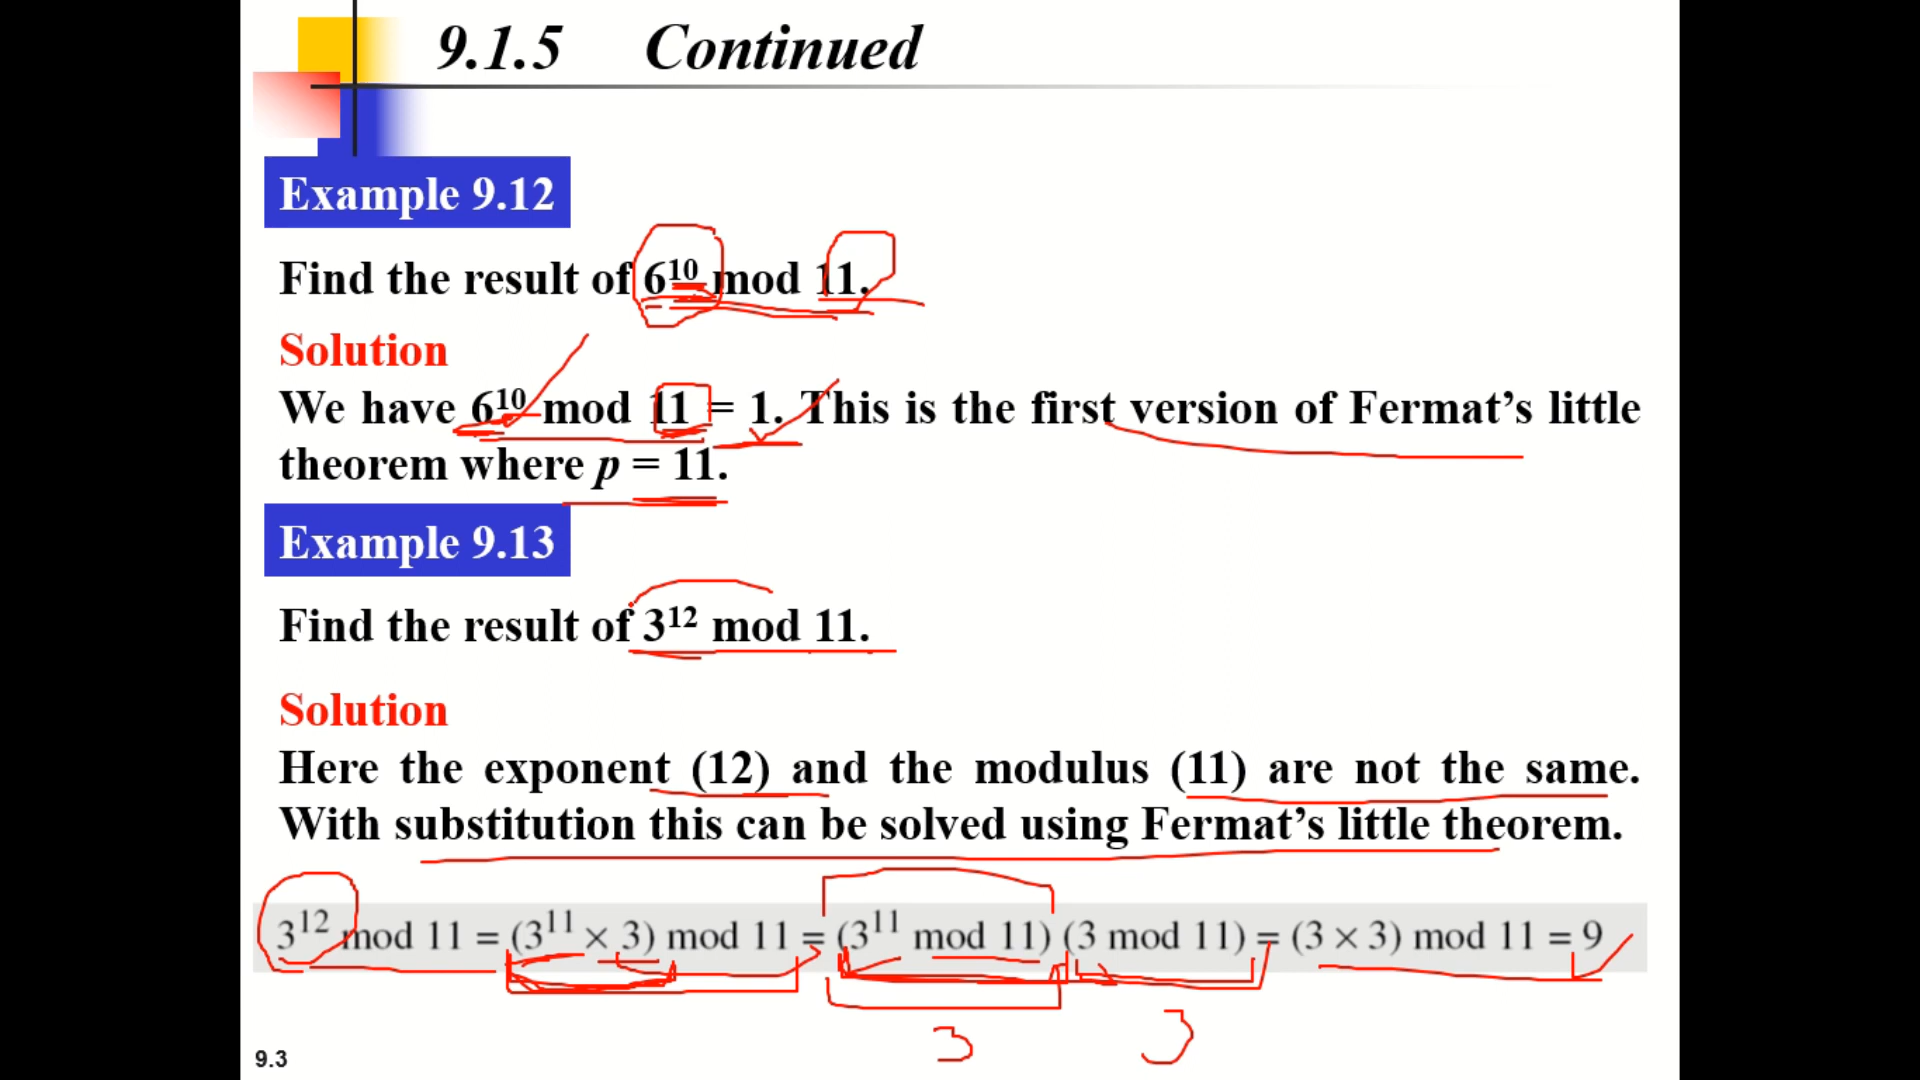 9.1.5 Continued
Example 9.12
Find the result of 6¹⁰ mod 11.
Solution
We have 6¹⁰ mod 11 = 1. This is the first version of Fermat’s little
theorem where p = 11.
Example 9.13
Find the result of 3¹² mod 11.
Solution
Here the exponent (12) and the modulus (11) are not the same.
With substitution this can be solved using Fermat’s little theorem.
3¹² mod 11 = (3¹¹ × 3) mod 11 = (3¹¹ mod 11) (3 mod 11) = (3 × 3) mod 11 = 9
3 3
9.3